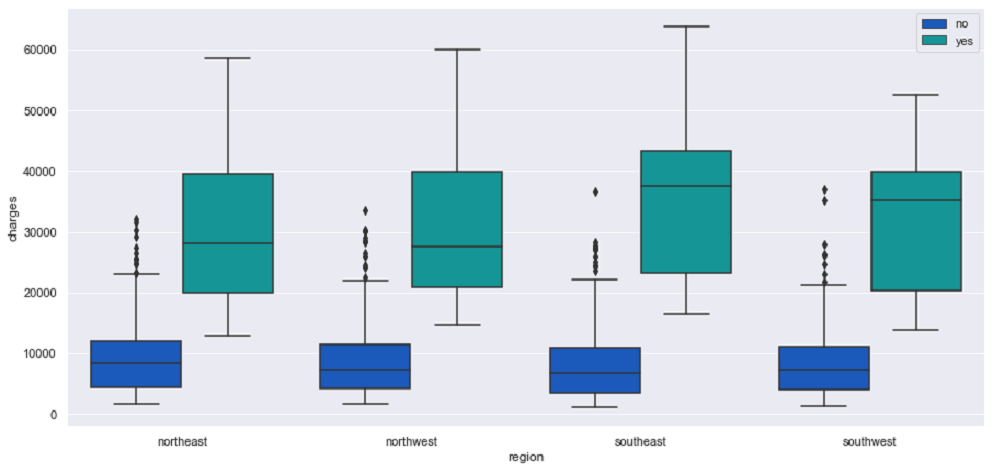 no
yes
60000
50000
40000
30000
20000
10000
0
charges
northeast
northwest
southeast
southwest
region